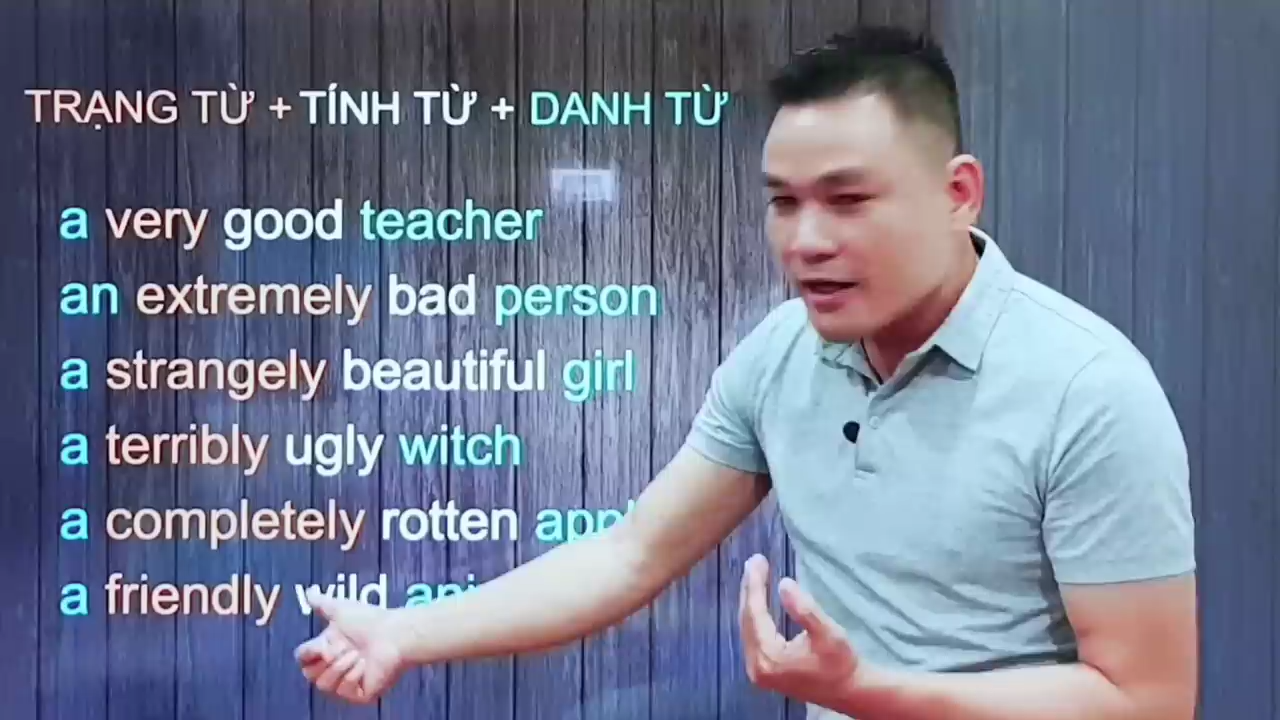 TRẠNG TỪ + TÍNH TỪ + DANH TỪ
a very good teacher
an extremely bad person
a strangely beautiful girl
a terribly ugly witch
a completely rotten
a friendly wild